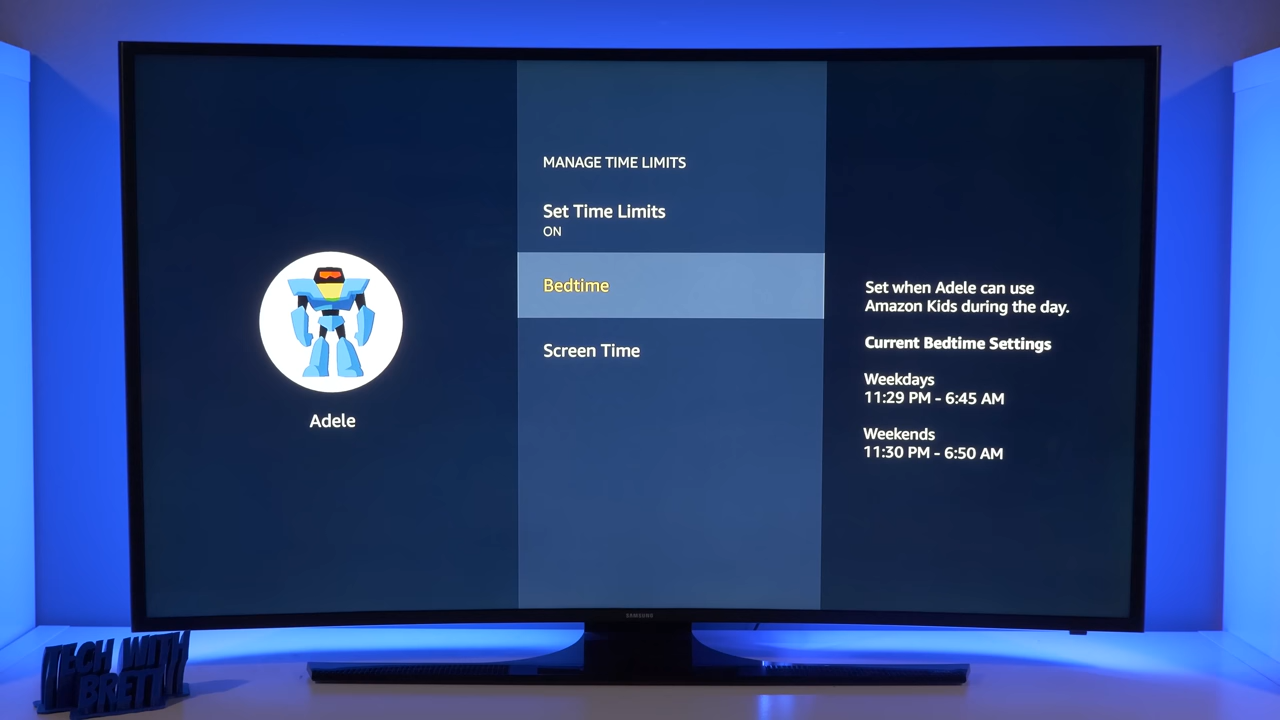 MANAGE TIME LIMITS
Set Time Limits
ON
Bedtime
Screen Time
Adele
Set when Adele can use
Amazon Kids during the day.
Current Bedtime Settings
Weekdays
11:29 PM - 6:45 AM
Weekends
11:30 PM - 6:50 AM
SAMSUNG
TECH WITH
BRETT